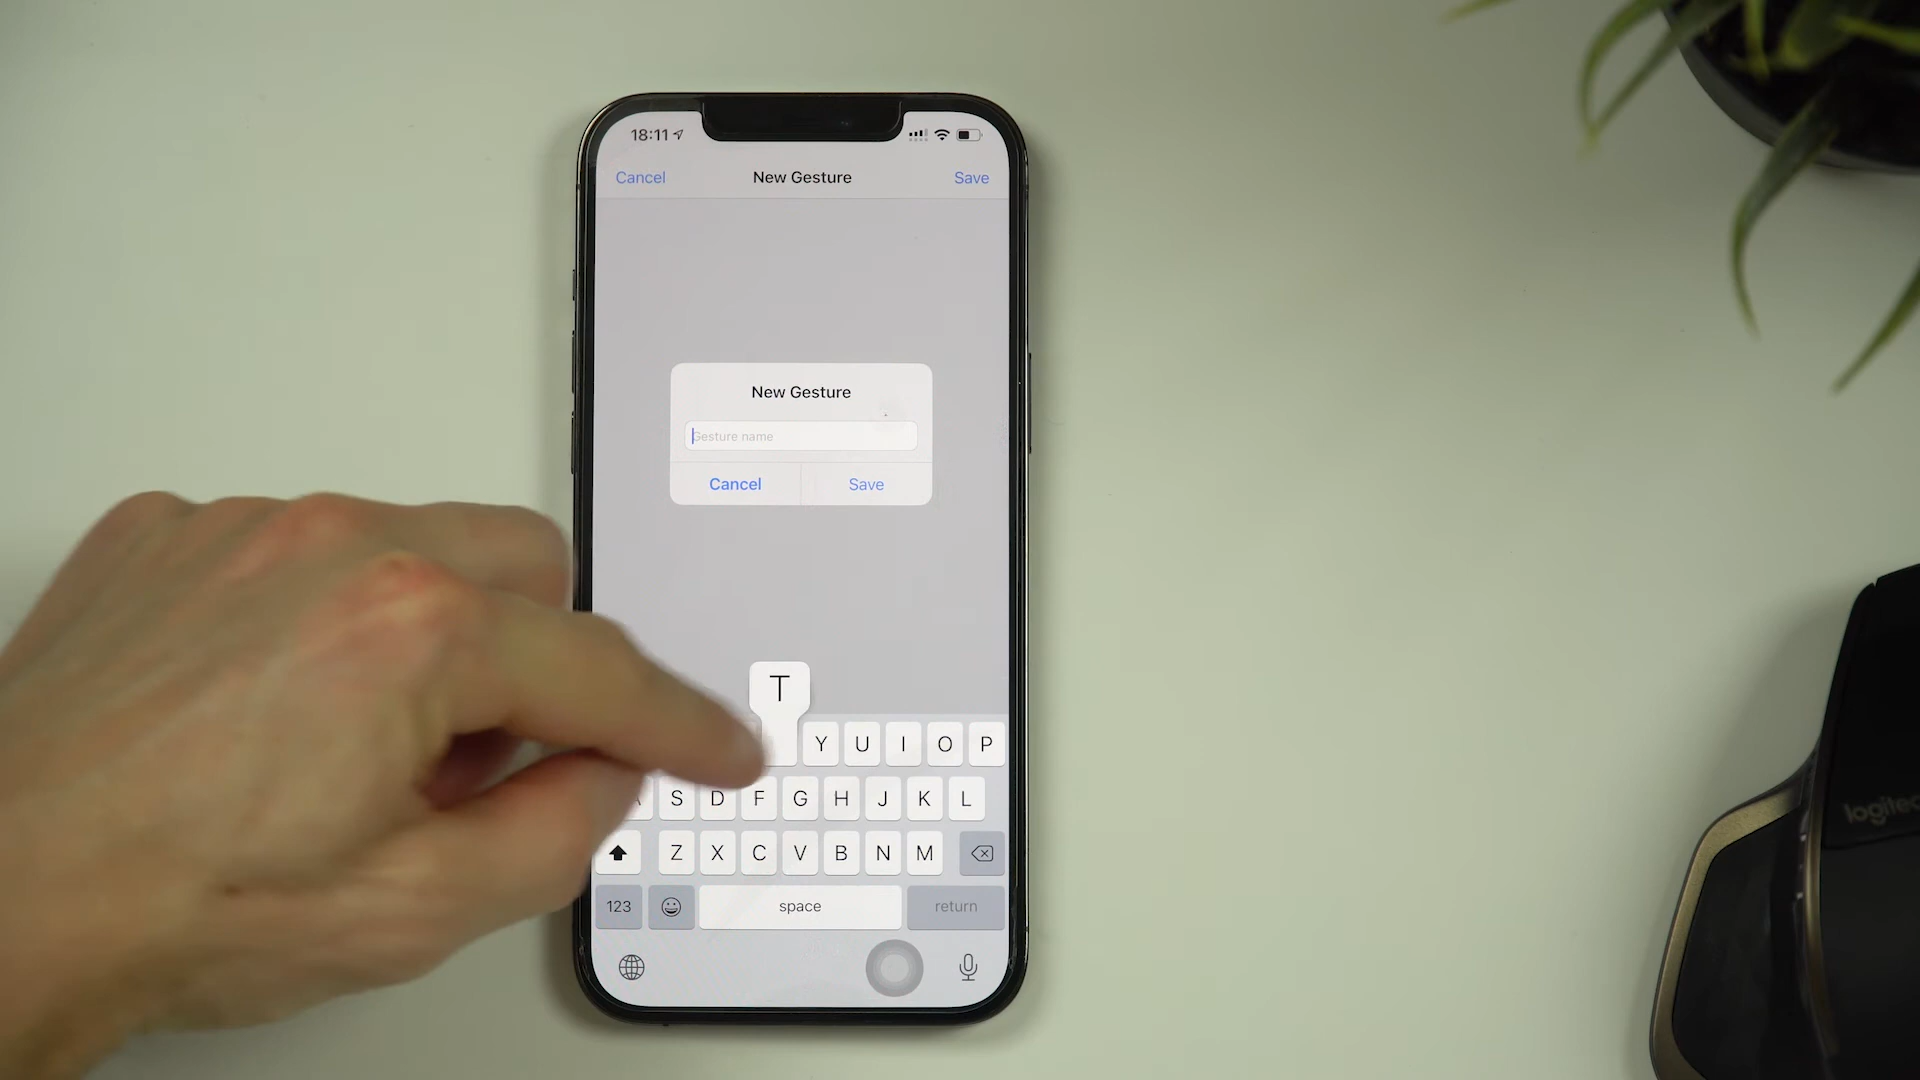 18:11
Cancel New Gesture Save
New Gesture
Gesture name
Cancel Save
T
Y U I O P
A S D F G H J K L
Z X C V B N M
123 space return
logitech